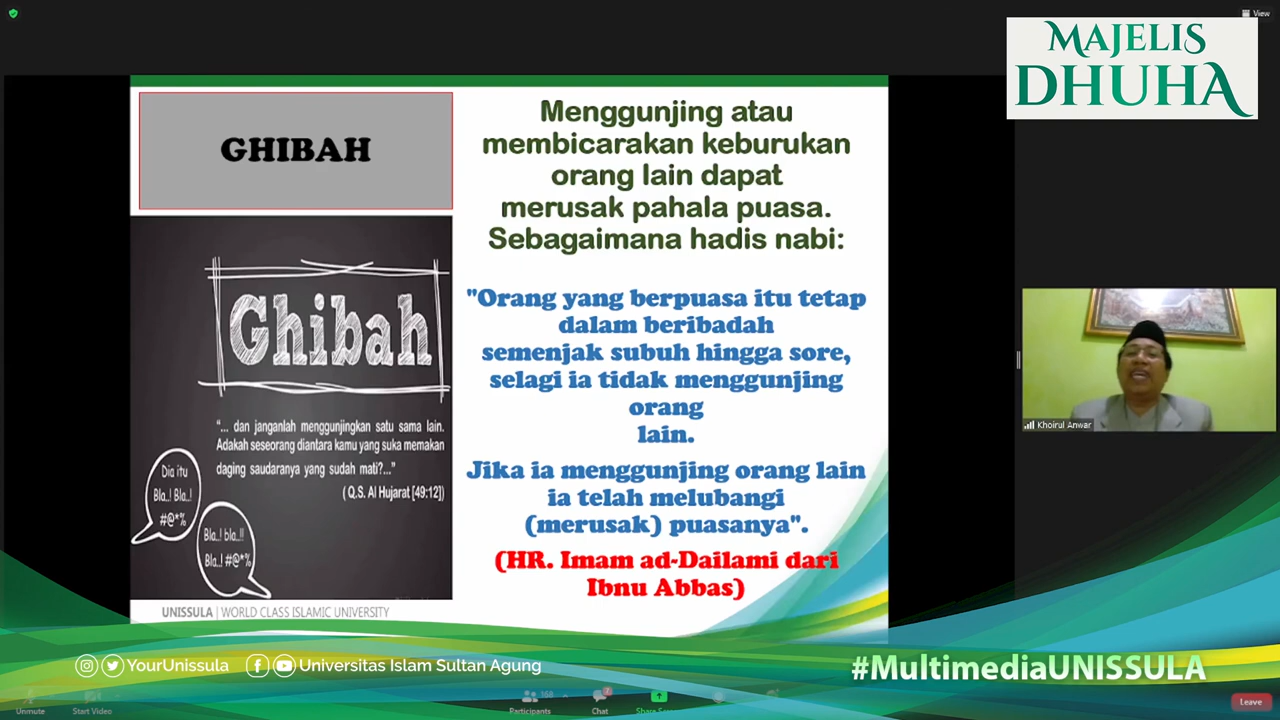 View
MAJELIS
DHUHA
GHIBAH
Menggunjing atau
membicarakan keburukan
orang lain dapat
merusak pahala puasa.
Sebagaimana hadis nabi:
"Orang yang berpuasa itu tetap
dalam beribadah
semenjak subuh hingga sore,
selagi ia tidak menggunjing
orang
lain.
Jika ia menggunjing orang lain
ia telah melubangi
(merusak) puasanya".
(HR. Imam ad-Dailami dari
Ibnu Abbas)
Ghibah
"... dan janganlah menggunjingkan satu sama lain.
Adakah seseorang diantara kamu yang suka memakan
daging saudaranya yang sudah mati?..."
( Q.S. Al Hujarat [49:12])
Dia itu
Bla..! Bla..!
#@*%
Bla..! bla..!!
Bla..! #@*%
UNISSULA | WORLD CLASS ISLAMIC UNIVERSITY
Khoirul Anwar
YourUnissula
Universitas Islam Sultan Agung
#MultimediaUNISSULA
Unmute
Start Video
168
Participants
Chat
Share
Leave